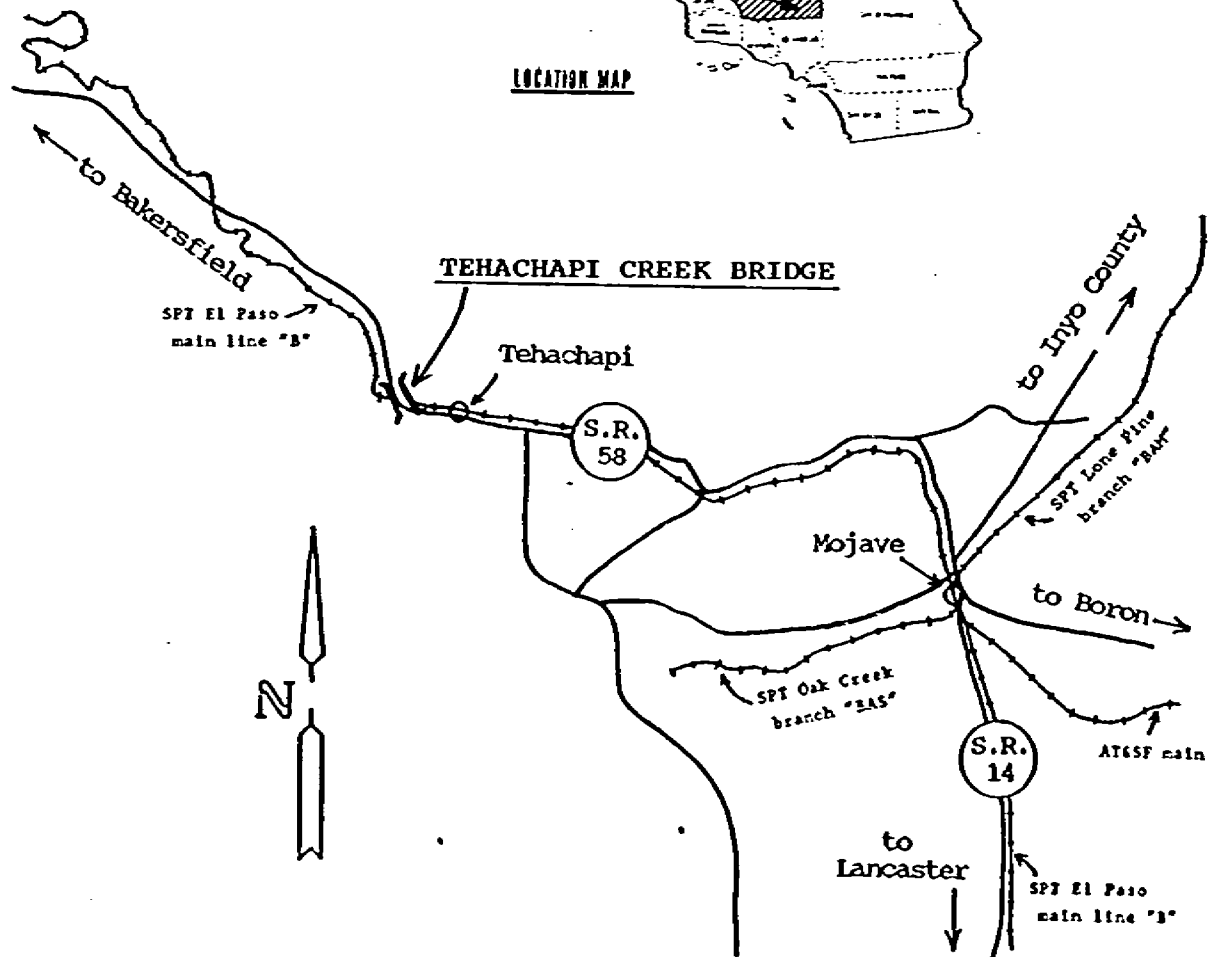 LOCATION MAP
to Bakersfield
TEHACHAPI CREEK BRIDGE
to Inyo County
SPT El Paso
main line "B"
Tehachapi
S.R.
58
SPT Lone Pine
branch "BAM"
Mojave
to Boron
N
SPT Oak Creek
branch "BAS"
S.R.
14
AT&SF main
to
Lancaster
SPT El Paso
main line "B"